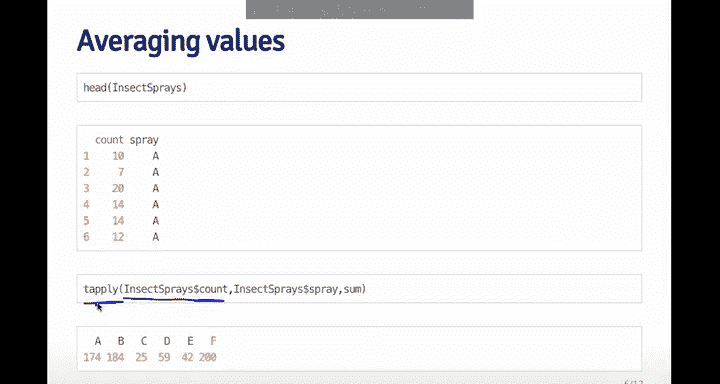 Averaging values
head(InsectSprays)
count spray
1 10 A
2 7 A
3 20 A
4 14 A
5 14 A
6 12 A
tapply(InsectSprays$count,InsectSprays$spray,sum)
A B C D E F
174 184 25 59 42 200